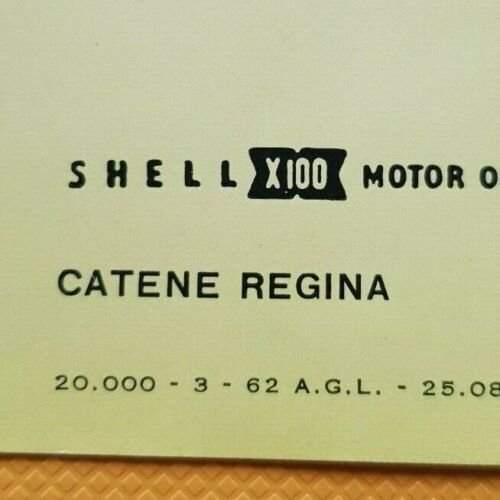 SHELL X100 MOTOR O
CATENE REGINA
20.000 - 3 - 62 A.G.L. - 25.08